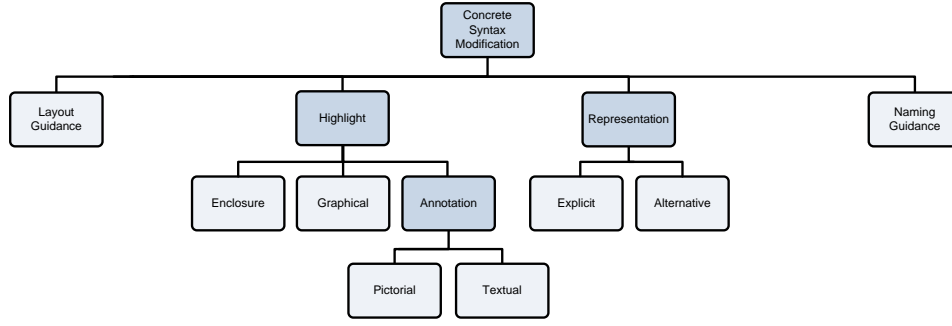 Concrete
Syntax
Modification
Layout
Guidance
Highlight
Representation
Naming
Guidance
Enclosure
Graphical
Annotation
Explicit
Alternative
Pictorial
Textual